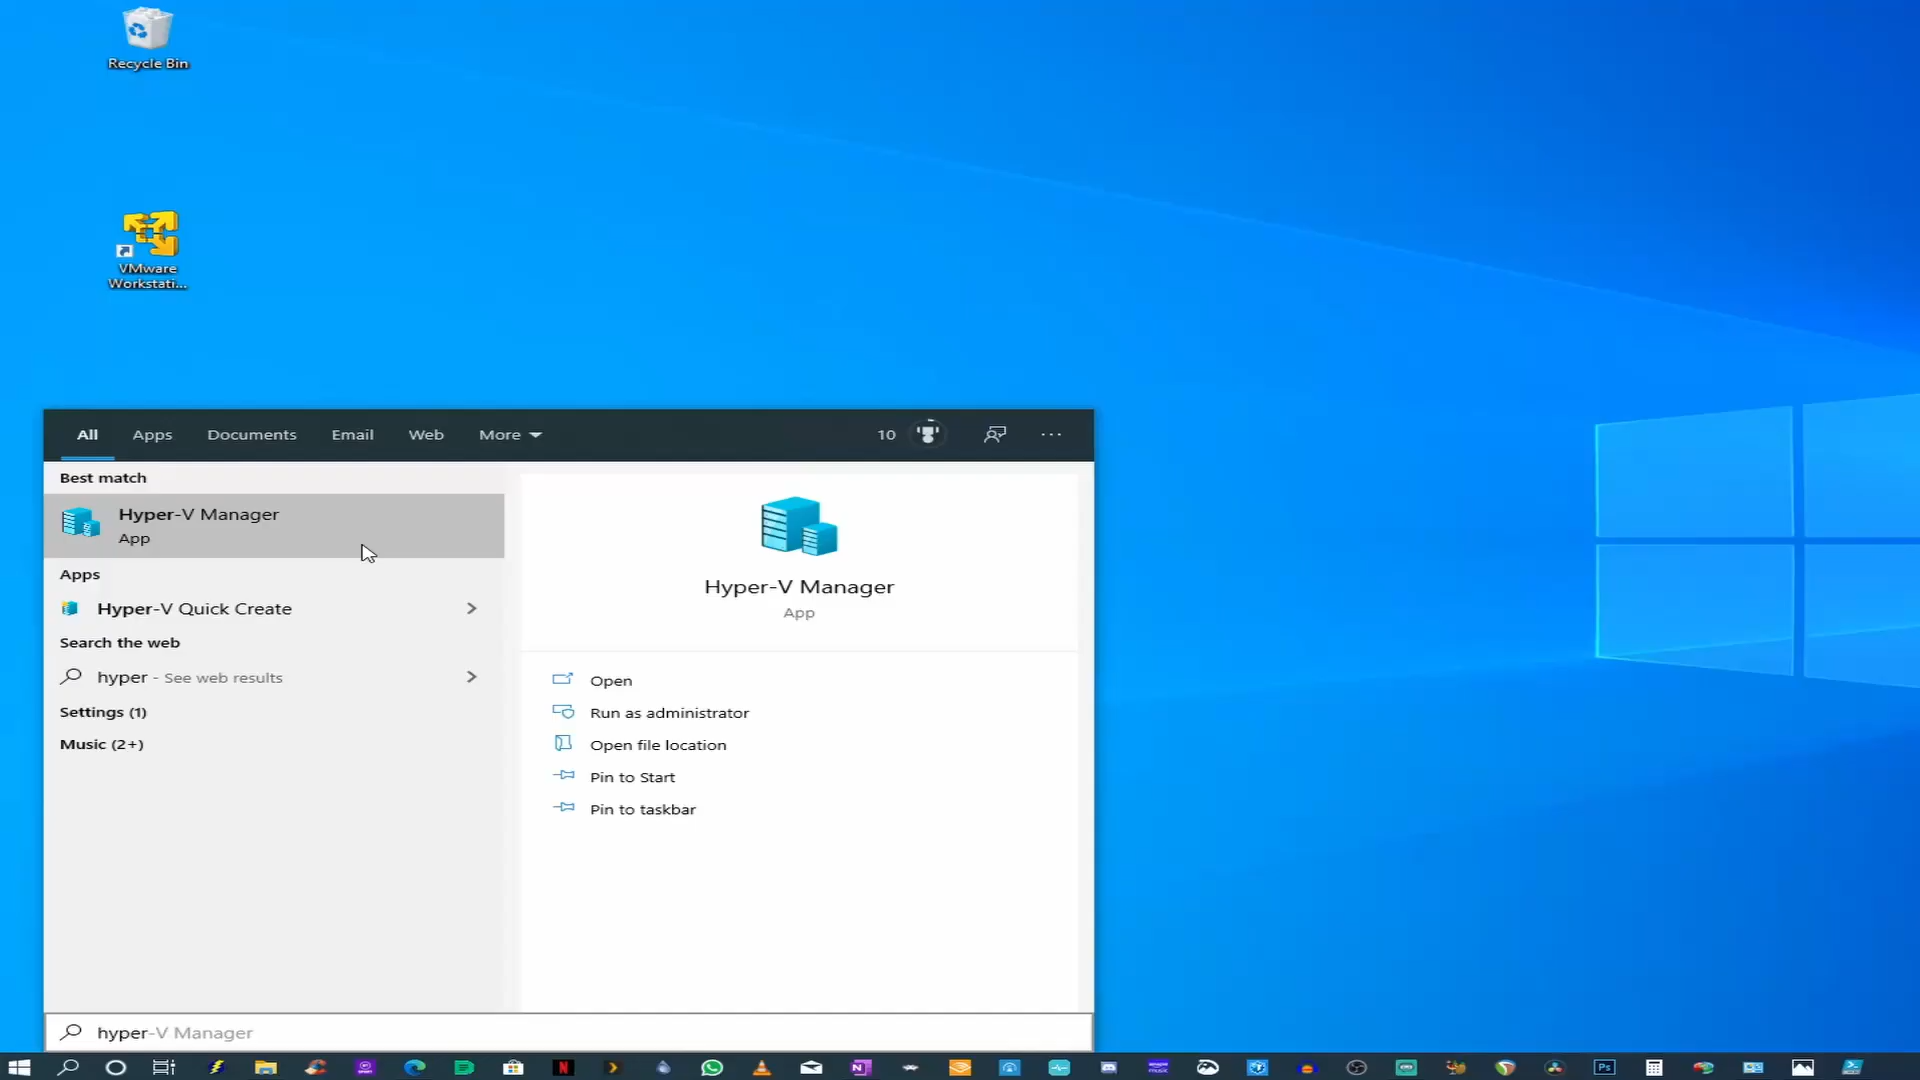 Recycle Bin
VMware
Workstati...
All Apps Documents Email Web More 10
Best match
Hyper-V Manager
App
Apps
Hyper-V Quick Create
Search the web
hyper - See web results
Settings (1)
Music (2+)
Hyper-V Manager
App
Open
Run as administrator
Open file location
Pin to Start
Pin to taskbar
hyper-V Manager
N
N
Ps